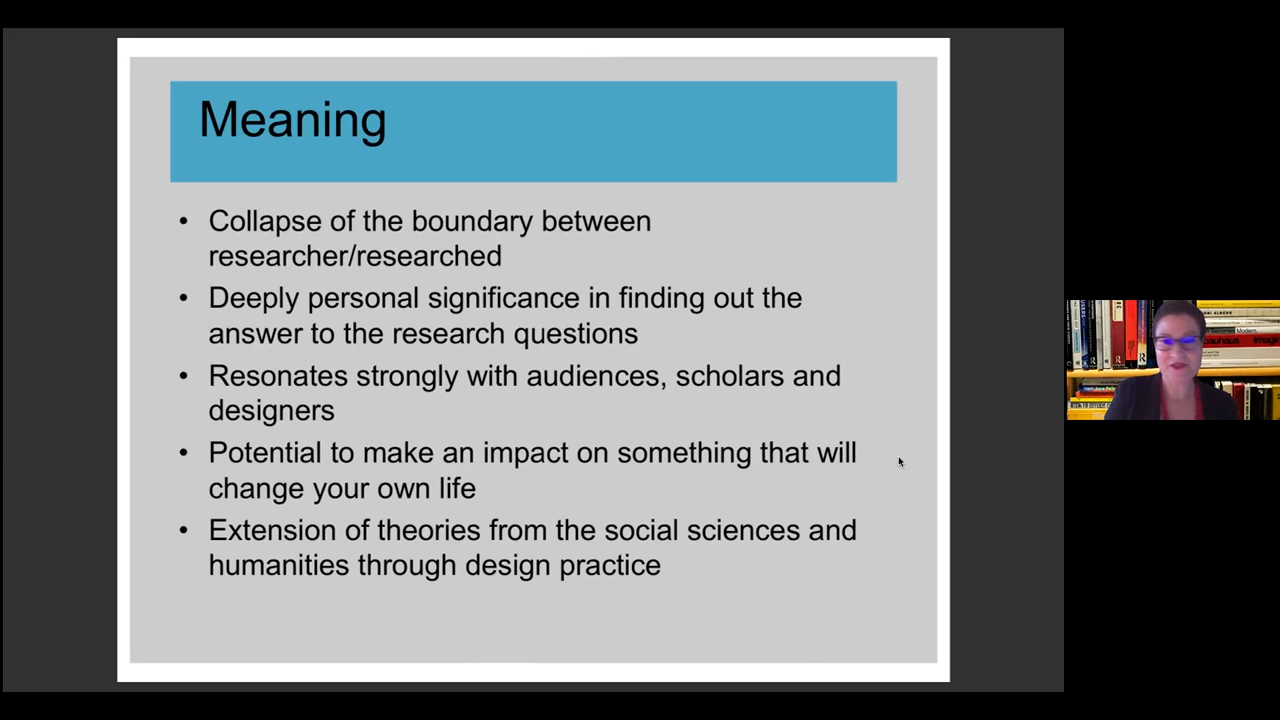 Meaning
• Collapse of the boundary between
researcher/researched
• Deeply personal significance in finding out the
answer to the research questions
• Resonates strongly with audiences, scholars and
designers
• Potential to make an impact on something that will
change your own life
• Extension of theories from the social sciences and
humanities through design practice